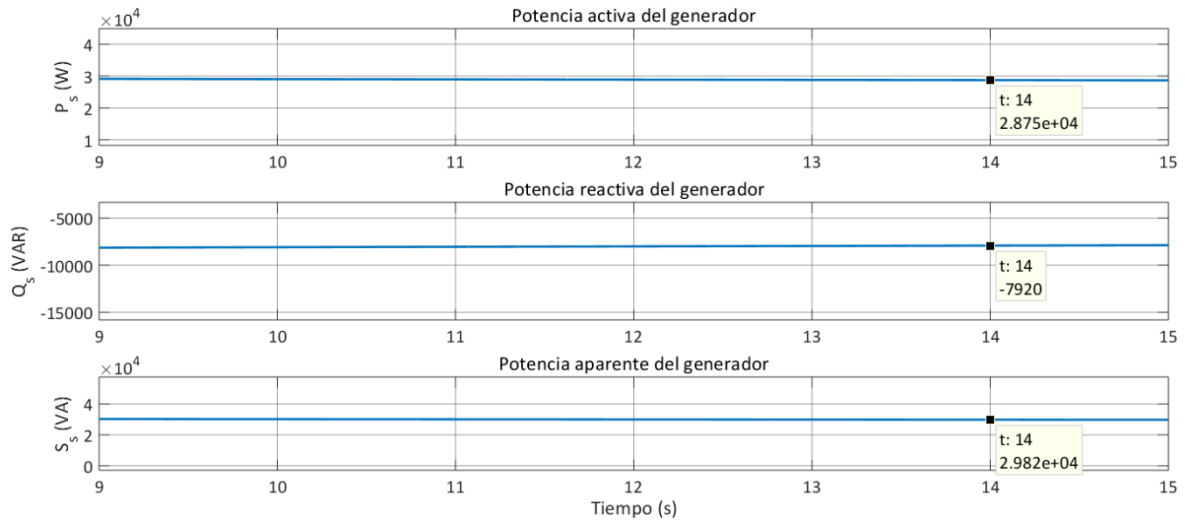 Potencia activa del generador
×10⁴
4
3
2
1
P_s (W)
t: 14
2.875e+04
9 10 11 12 13 14 15
Potencia reactiva del generador
-5000
-10000
-15000
Q_s (VAR)
t: 14
-7920
9 10 11 12 13 14 15
Potencia aparente del generador
×10⁴
4
2
0
S_s (VA)
t: 14
2.982e+04
9 10 11 12 13 14 15
Tiempo (s)